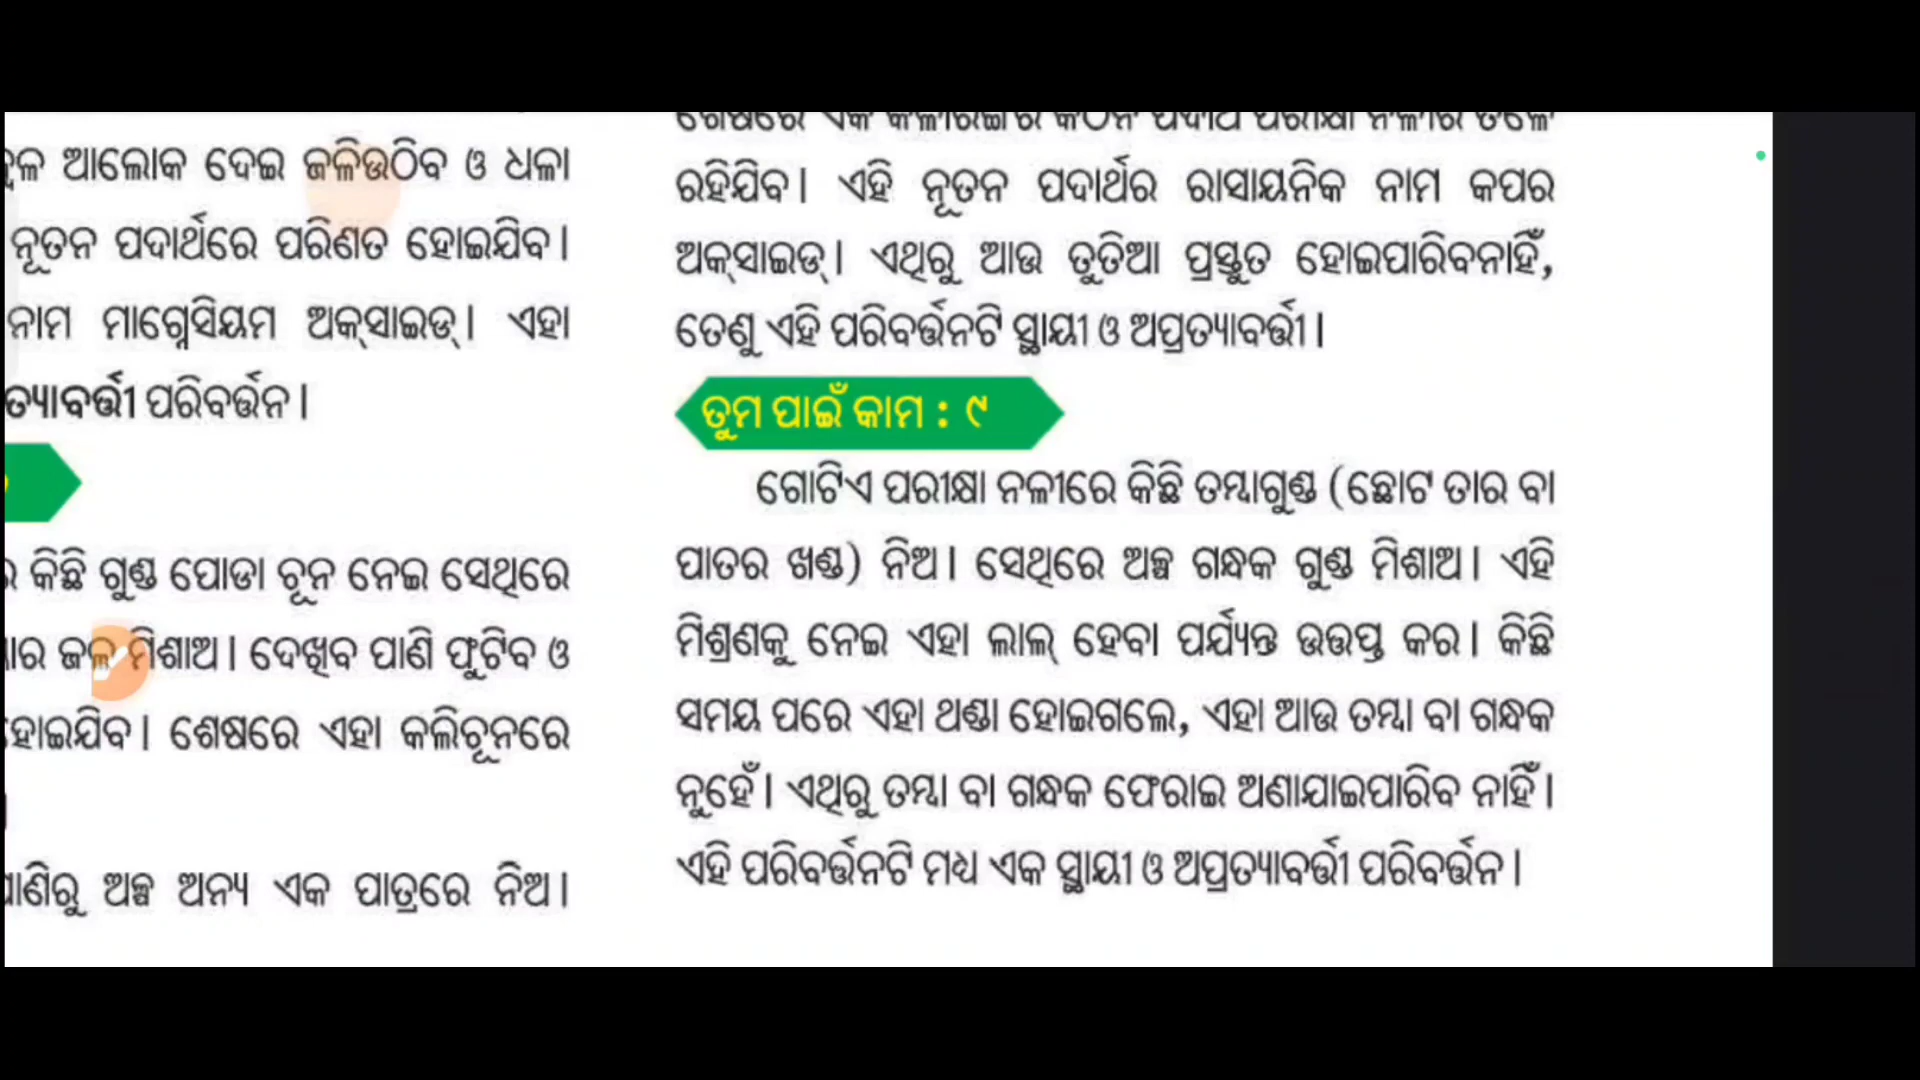 ଆଲୋକ ଦେଇ ଜଳିଉଠିବ ଓ ଧଳା
ନୂତନ ପଦାର୍ଥରେ ପରିଣତ ହୋଇଯିବ।
ନାମ ମାଗ୍ନେସିୟମ ଅକ୍‌ସାଇଡ୍। ଏହା
ପରିବର୍ତ୍ତନ।
କିଛି ଗୁଣ୍ଡ ପୋଡା ଚୂନ ନେଇ ସେଥିରେ
ଜଳ ମିଶାଅ। ଦେଖିବ ପାଣି ଫୁଟିବ ଓ
ହୋଇଯିବ। ଶେଷରେ ଏହା କଲିଚୂନରେ
ଅଳ୍ପ ଅନ୍ୟ ଏକ ପାତ୍ରରେ ନିଅ।
ରହିଯିବ। ଏହି ନୂତନ ପଦାର୍ଥର ରାସାୟନିକ ନାମ କପର
ଅକ୍‌ସାଇଡ୍। ଏଥିରୁ ଆଉ ତୁତିଆ ପ୍ରସ୍ତୁତ ହୋଇପାରିବନାହିଁ,
ତେଣୁ ଏହି ପରିବର୍ତ୍ତନଟି ସ୍ଥାୟୀ ଓ ଅପ୍ରତ୍ୟାବର୍ତ୍ତୀ।
ତୁମ ପାଇଁ କାମ : ୯
ଗୋଟିଏ ପରୀକ୍ଷା ନଳୀରେ କିଛି ତମ୍ବାଗୁଣ୍ଡ (ଛୋଟ ତାର ବା
ପାତର ଖଣ୍ଡ) ନିଅ। ସେଥିରେ ଅଳ୍ପ ଗନ୍ଧକ ଗୁଣ୍ଡ ମିଶାଅ। ଏହି
ମିଶ୍ରଣକୁ ନେଇ ଏହା ଲାଲ୍ ହେବା ପର୍ଯ୍ୟନ୍ତ ଉତ୍ତପ୍ତ କର। କିଛି
ସମୟ ପରେ ଏହା ଥଣ୍ଡା ହୋଇଗଲେ, ଏହା ଆଉ ତମ୍ବା ବା ଗନ୍ଧକ
ନୁହେଁ। ଏଥିରୁ ତମ୍ବା ବା ଗନ୍ଧକ ଫେରାଇ ଅଣାଯାଇପାରିବ ନାହିଁ।
ଏହି ପରିବର୍ତ୍ତନଟି ମଧ୍ୟ ଏକ ସ୍ଥାୟୀ ଓ ଅପ୍ରତ୍ୟାବର୍ତ୍ତୀ ପରିବର୍ତ୍ତନ।